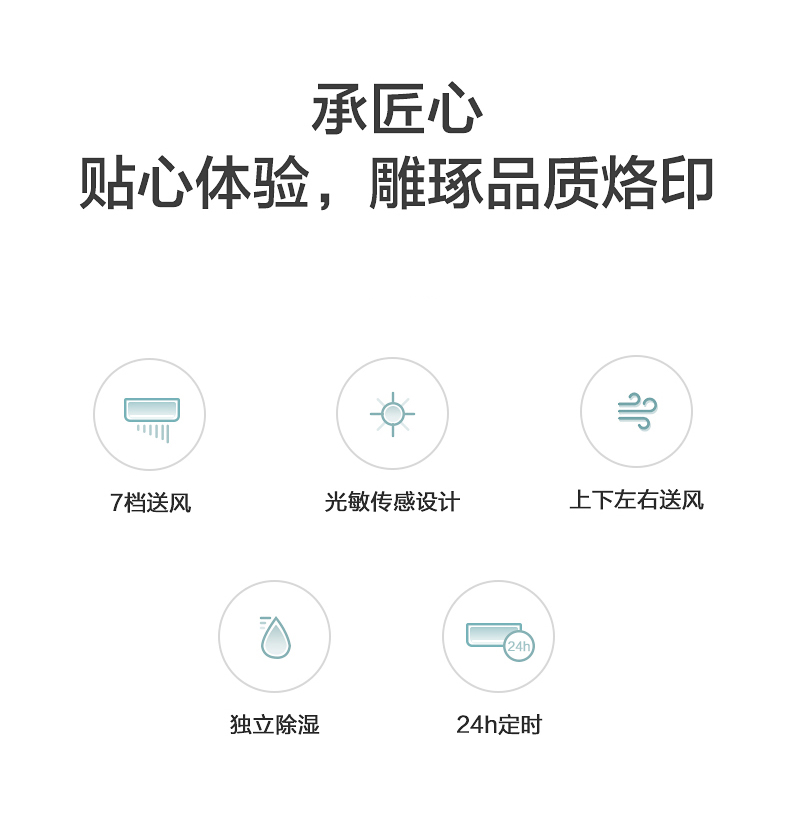 承匠心
贴心体验，雕琢品质烙印
7档送风
光敏传感设计
上下左右送风
24h
独立除湿
24h定时